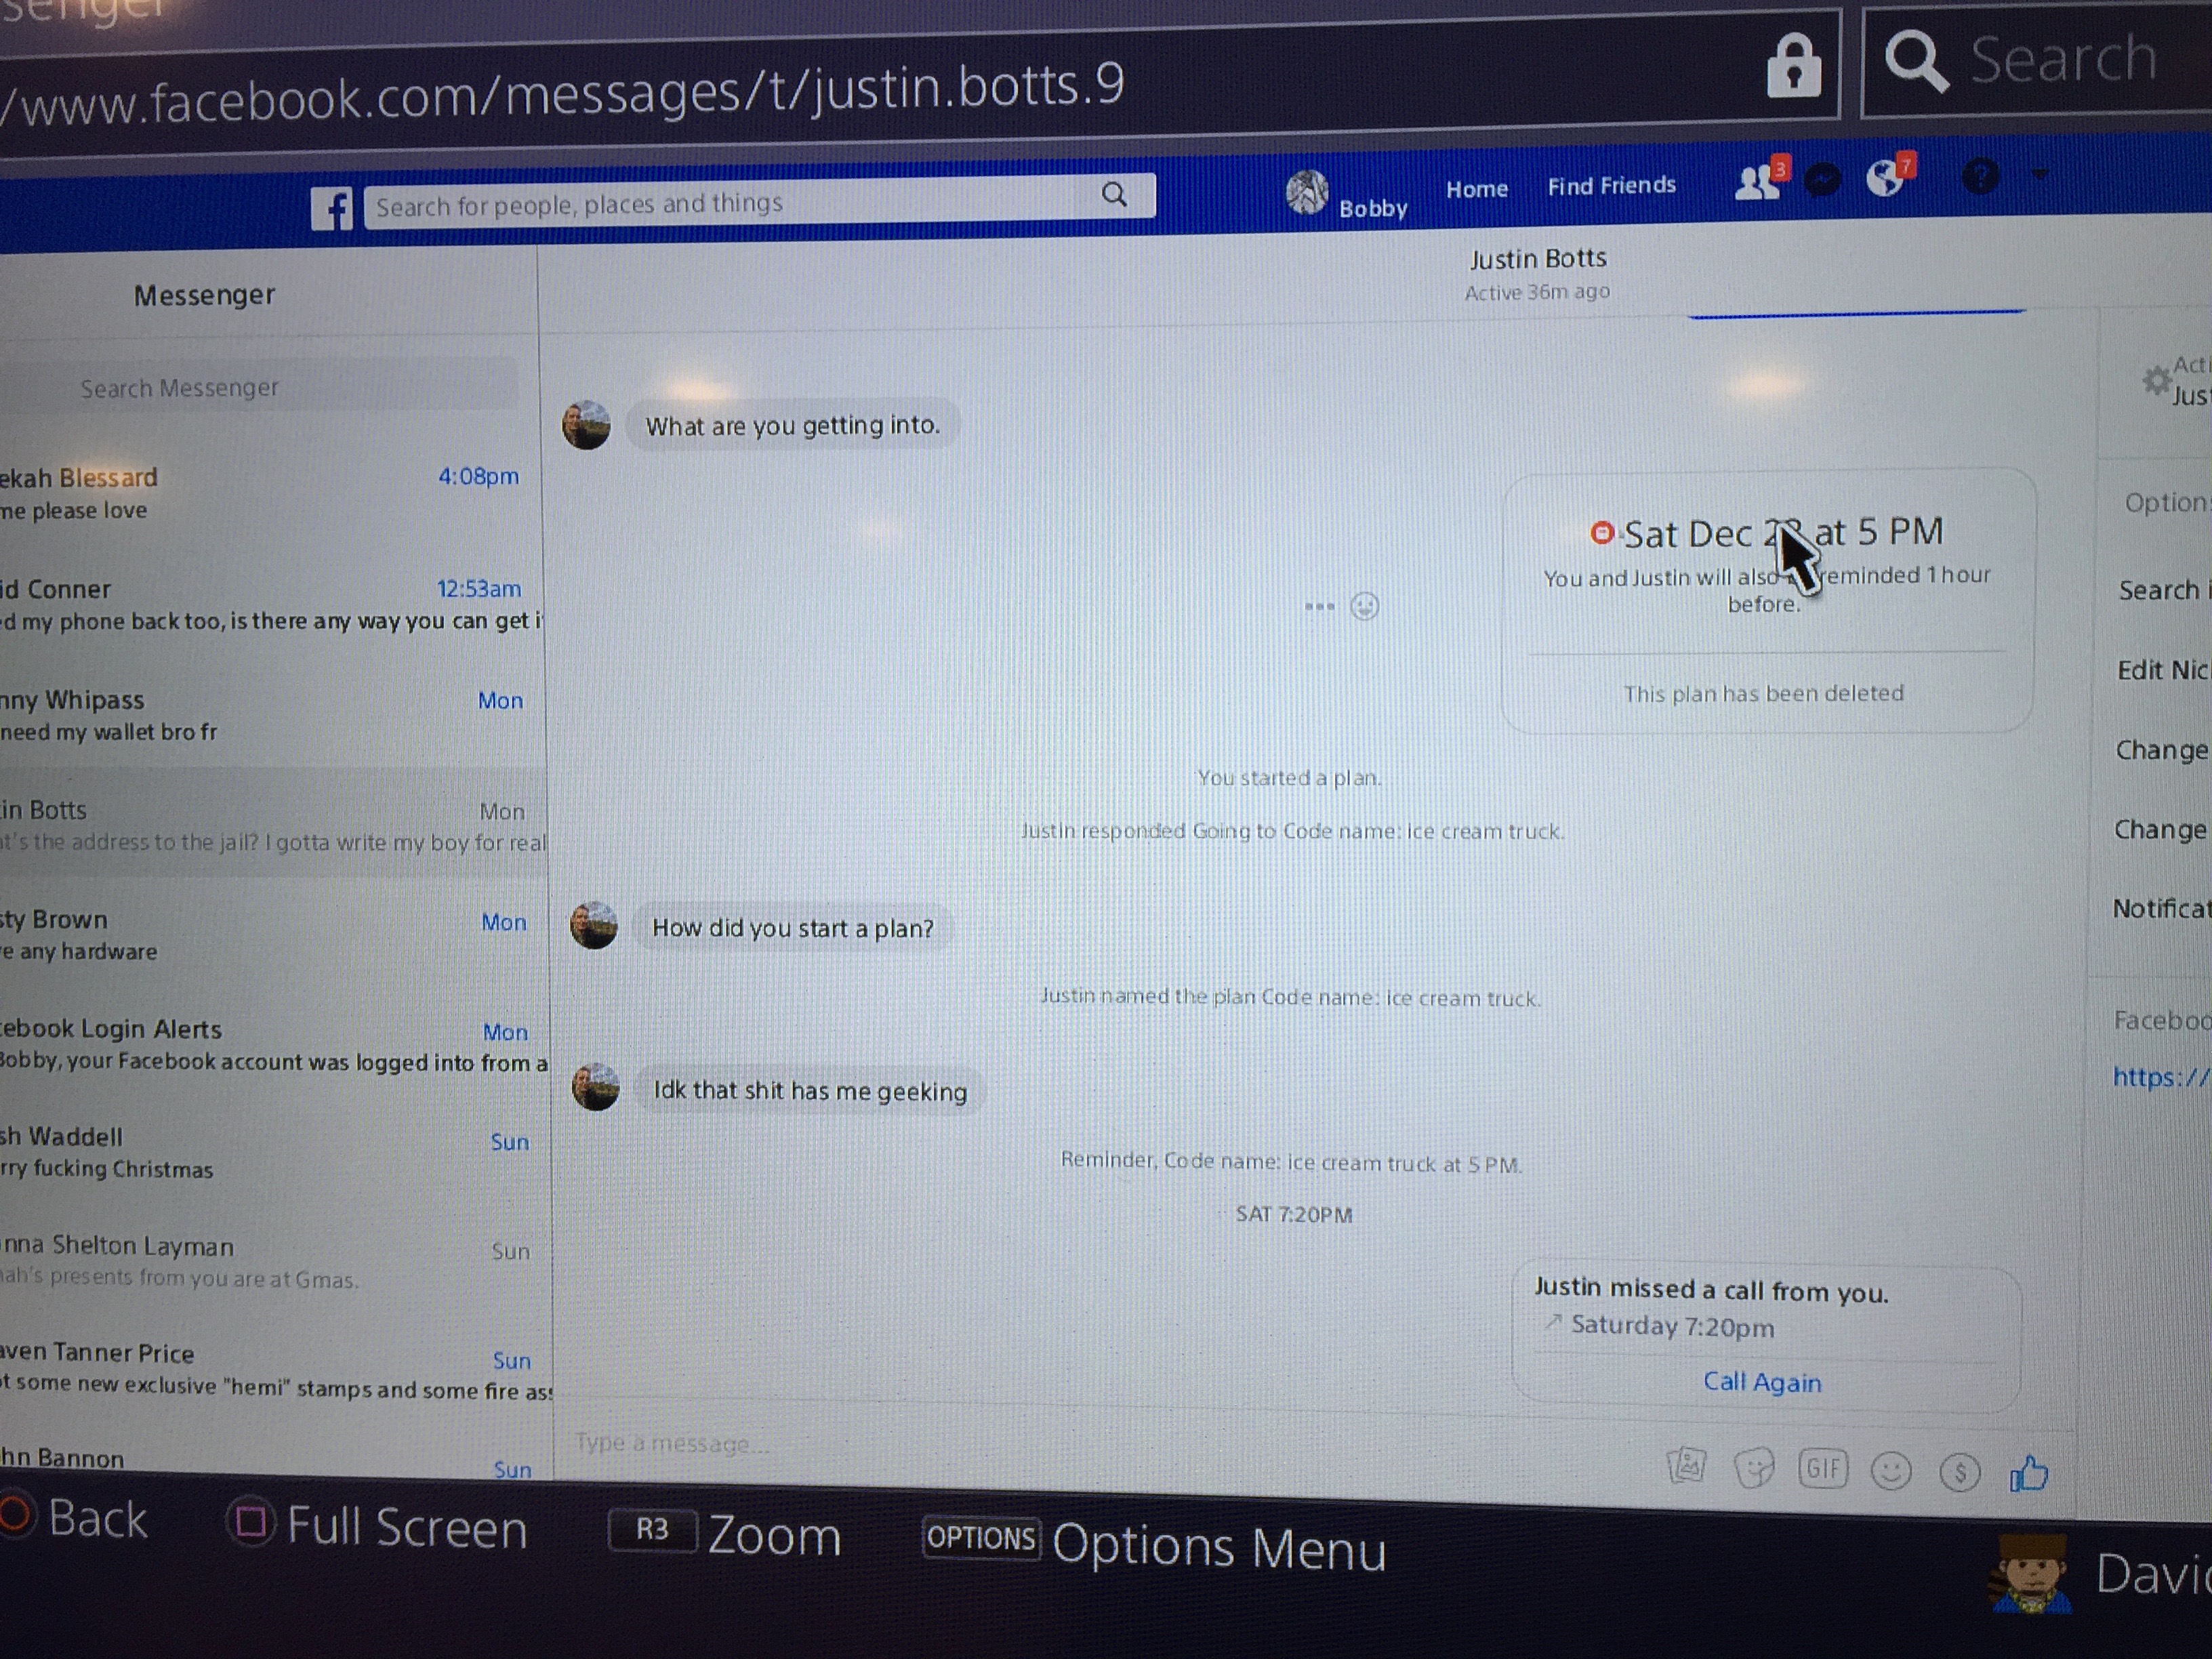 senger
/www.facebook.com/messages/t/justin.botts.9
Search
Search for people, places and things
Bobby
Home
Find Friends
3
7
?
Messenger
Justin Botts
Active 36m ago
Search Messenger
Acti
Jus
What are you getting into.
ekah Blessard
4:08pm
me please love
Option
Sat Dec at 5 PM
You and Justin will also reminded 1 hour
before.
id Conner
12:53am
d my phone back too, is there any way you can get i
Search i
Edit Nic
This plan has been deleted
nny Whipass
Mon
need my wallet bro fr
Change
You started a plan.
in Botts
Mon
at's the address to the jail? I gotta write my boy for real
Justin responded Going to Code name: ice cream truck.
Change
sty Brown
Mon
e any hardware
How did you start a plan?
Notificat
Justin named the plan Code name: ice cream truck.
ebook Login Alerts
Mon
Bobby, your Facebook account was logged into from a
Faceboo
https://
Idk that shit has me geeking
sh Waddell
Sun
rry fucking Christmas
Reminder, Code name: ice cream truck at 5 PM.
SAT 7:20PM
nna Shelton Layman
Sun
ah's presents from you are at Gmas.
Justin missed a call from you.
Saturday 7:20pm
Call Again
aven Tanner Price
Sun
t some new exclusive "hemi" stamps and some fire ass
hn Bannon
Sun
Type a message...
GIF
$
Back
Full Screen
R3
Zoom
OPTIONS
Options Menu
Davi